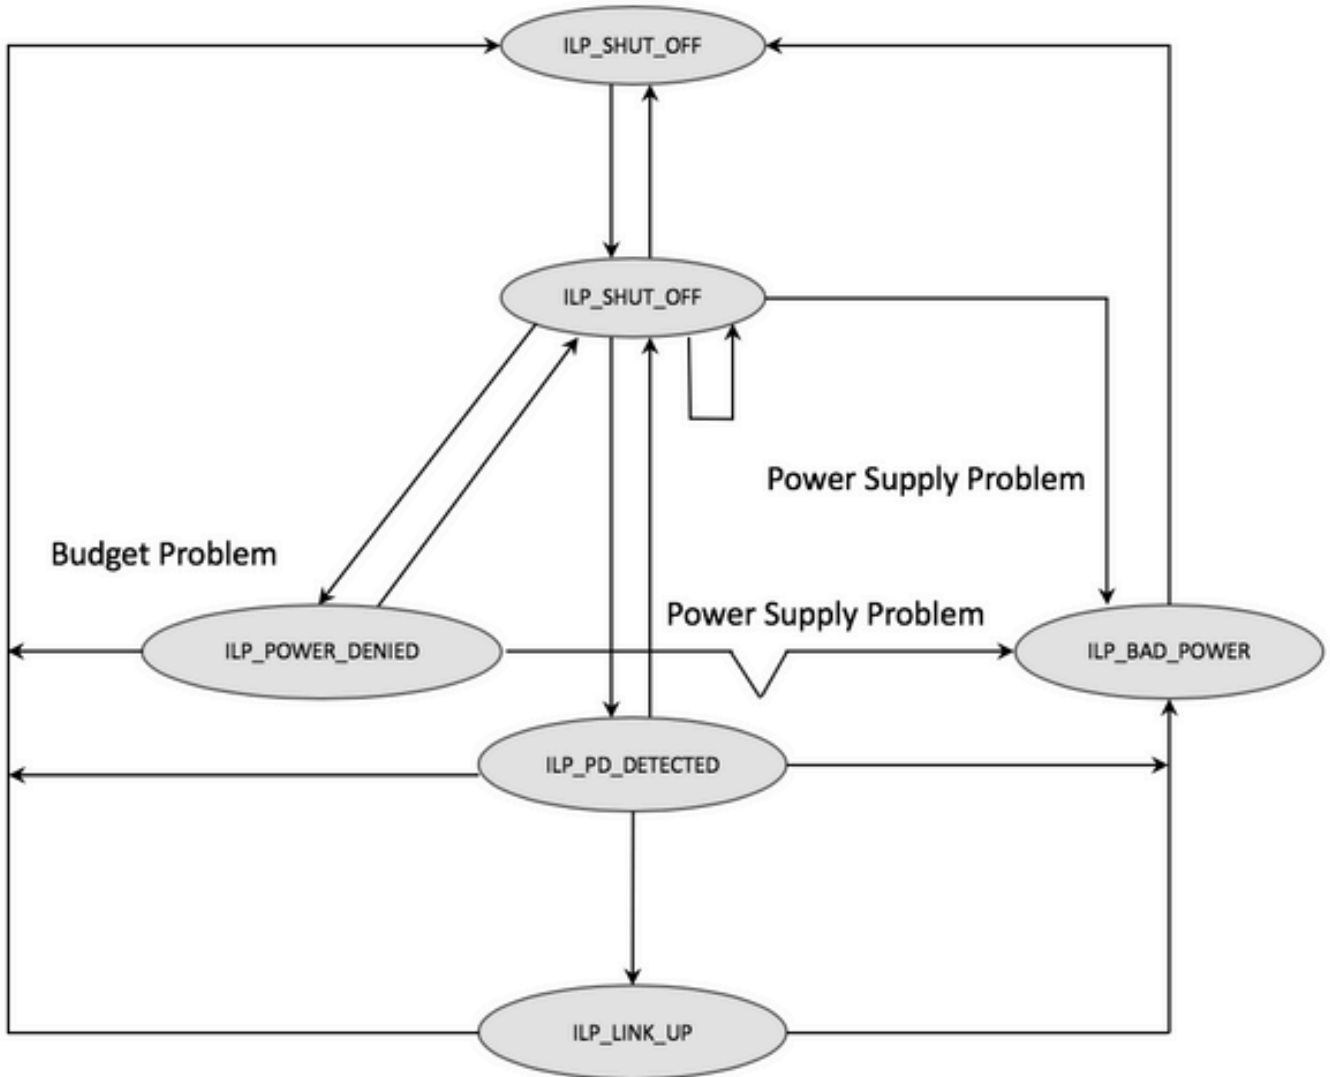 ILP_SHUT_OFF
ILP_SHUT_OFF
Power Supply Problem
Budget Problem
Power Supply Problem
ILP_POWER_DENIED
ILP_BAD_POWER
ILP_PD_DETECTED
ILP_LINK_UP